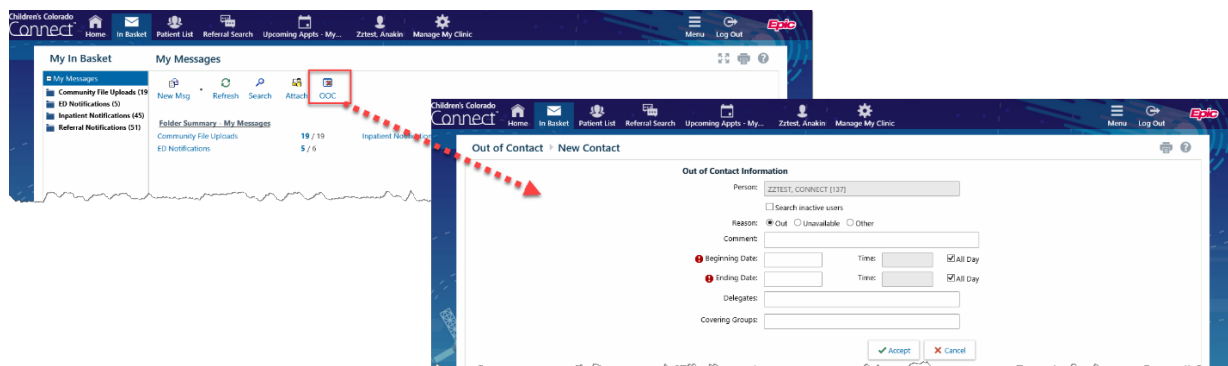 Children's Colorado
Connect
Home In Basket Patient List Referral Search Upcoming Appts - My... Zztest, Anakin Manage My Clinic Menu Log Out Epic
My In Basket
My Messages
My Messages
Community File Uploads (19
ED Notifications (5)
Inpatient Notifications (45)
Referral Notifications (51)
New Msg Refresh Search Attach OOC
Folder Summary - My Messages
Community File Uploads 19 / 19 Inpatient Notification
ED Notifications 5 / 6
Children's Colorado
Connect
Home In Basket Patient List Referral Search Upcoming Appts - My... Zztest, Anakin Manage My Clinic Menu Log Out Epic
Out of Contact New Contact
Out of Contact Information
Person: ZZTEST, CONNECT [137]
Search inactive users
Reason: Out Unavailable Other
Comment:
Beginning Date: Time: All Day
Ending Date: Time: All Day
Delegates:
Covering Groups:
Accept Cancel